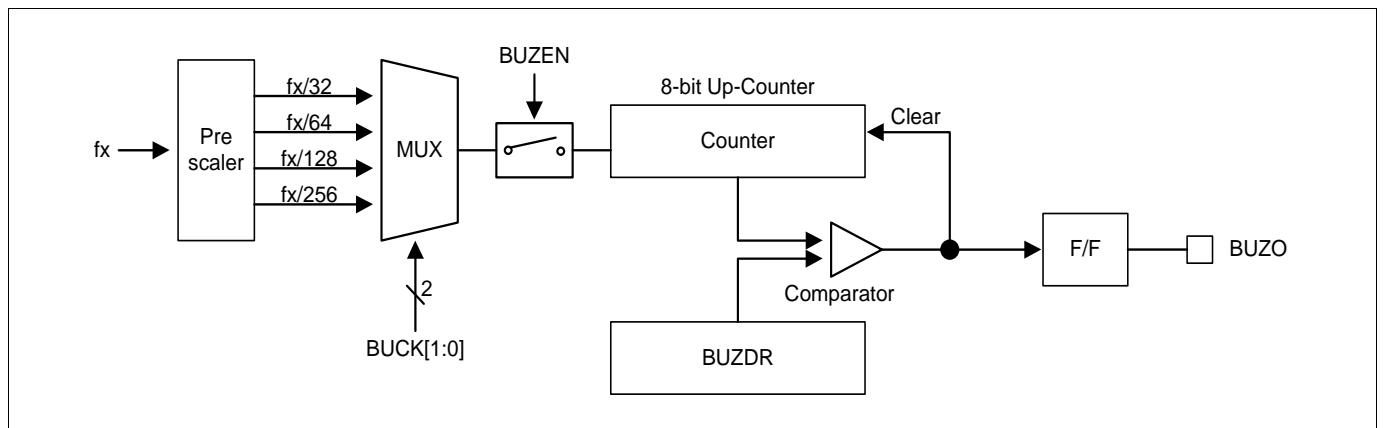 BUZEN
8-bit Up-Counter
fx/32
fx/64
fx/128
fx/256
Clear
fx
Pre
scaler
MUX
Counter
2
BUCK[1:0]
Comparator
F/F
BUZO
BUZDR